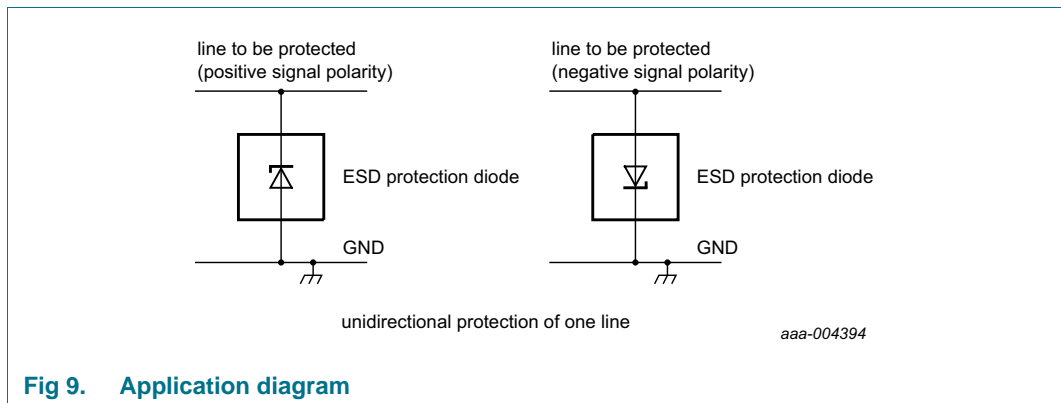 line to be protected
(positive signal polarity)
ESD protection diode
GND
line to be protected
(negative signal polarity)
ESD protection diode
GND
unidirectional protection of one line
aaa-004394
Fig 9. Application diagram